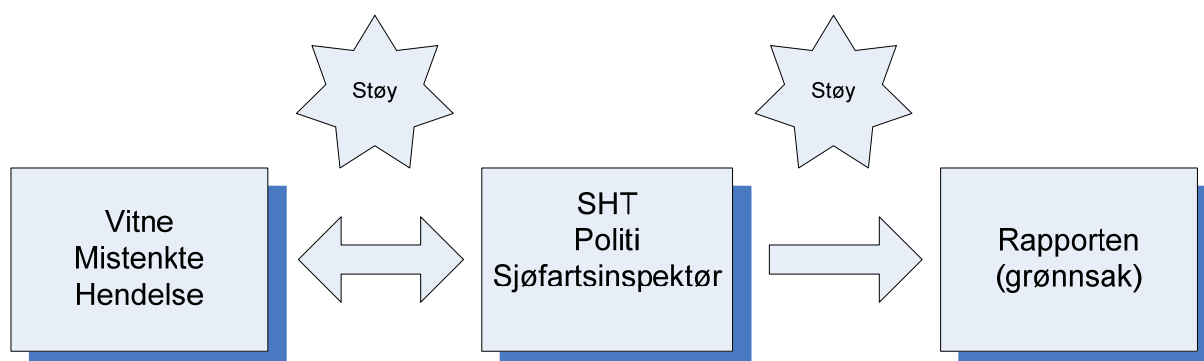 Støy
Støy
Vitne
Mistenkte
Hendelse
SHT
Politi
Sjøfartsinspektør
Rapporten
(grønnsak)